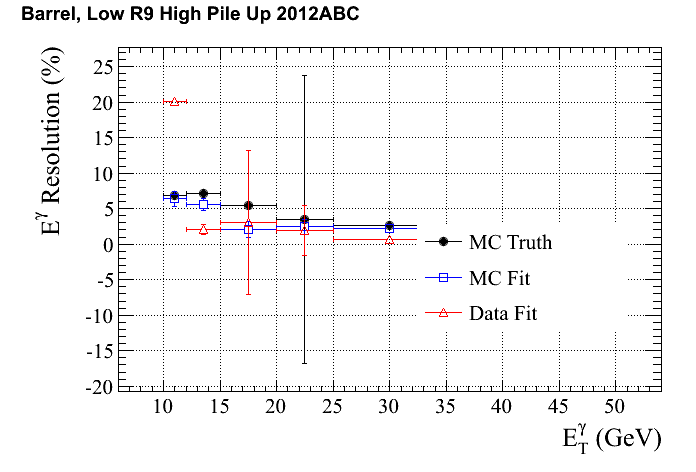 Barrel, Low R9 High Pile Up 2012ABC
E^γ Resolution (%)
25
20
15
10
5
0
-5
-10
-15
-20
MC Truth
MC Fit
Data Fit
10 15 20 25 30 35 40 45 50
E_T^γ (GeV)